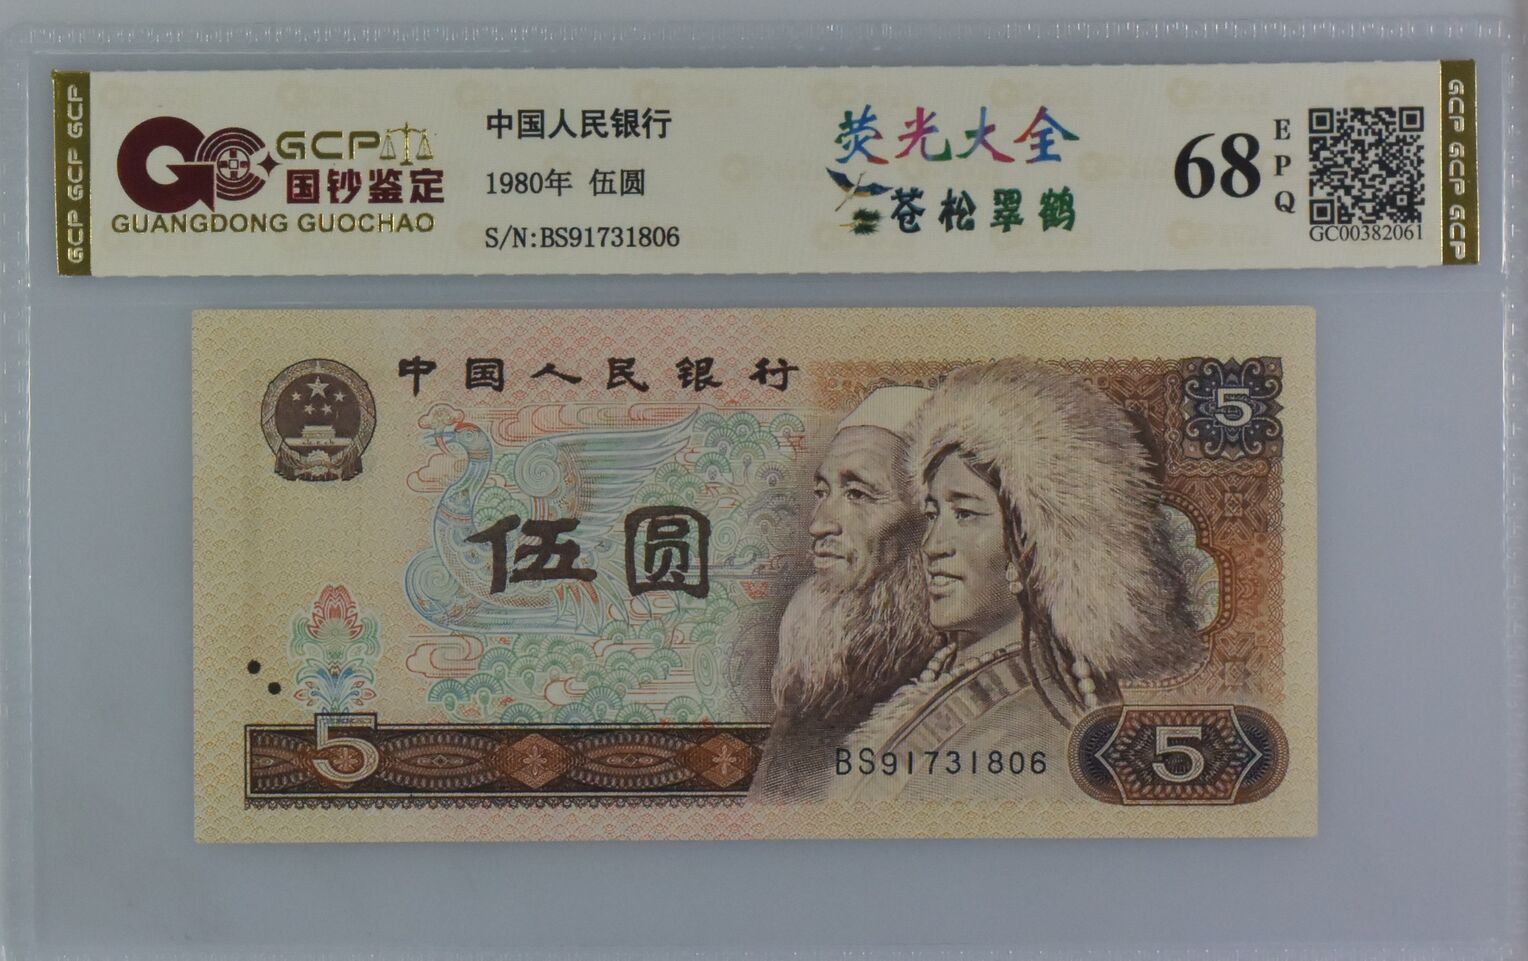 GCP GCP GCP
GCP
国钞鉴定
GUANGDONG GUOCHAO
中国人民银行
1980年 伍圆
S/N:BS91731806
荧光大全
苍松翠鹤
68
EPQ
GC00382061
GCP GCP GCP
中国人民银行
5
伍圆
5
BS91731806
5